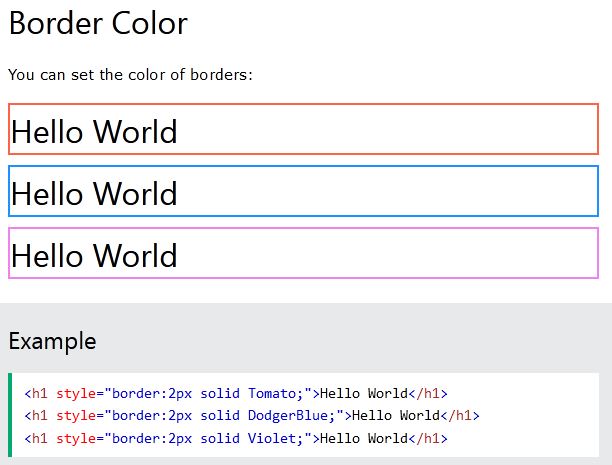 Border Color
You can set the color of borders:
Hello World
Hello World
Hello World
Example
<h1 style="border:2px solid Tomato;">Hello World</h1>
<h1 style="border:2px solid DodgerBlue;">Hello World</h1>
<h1 style="border:2px solid Violet;">Hello World</h1>